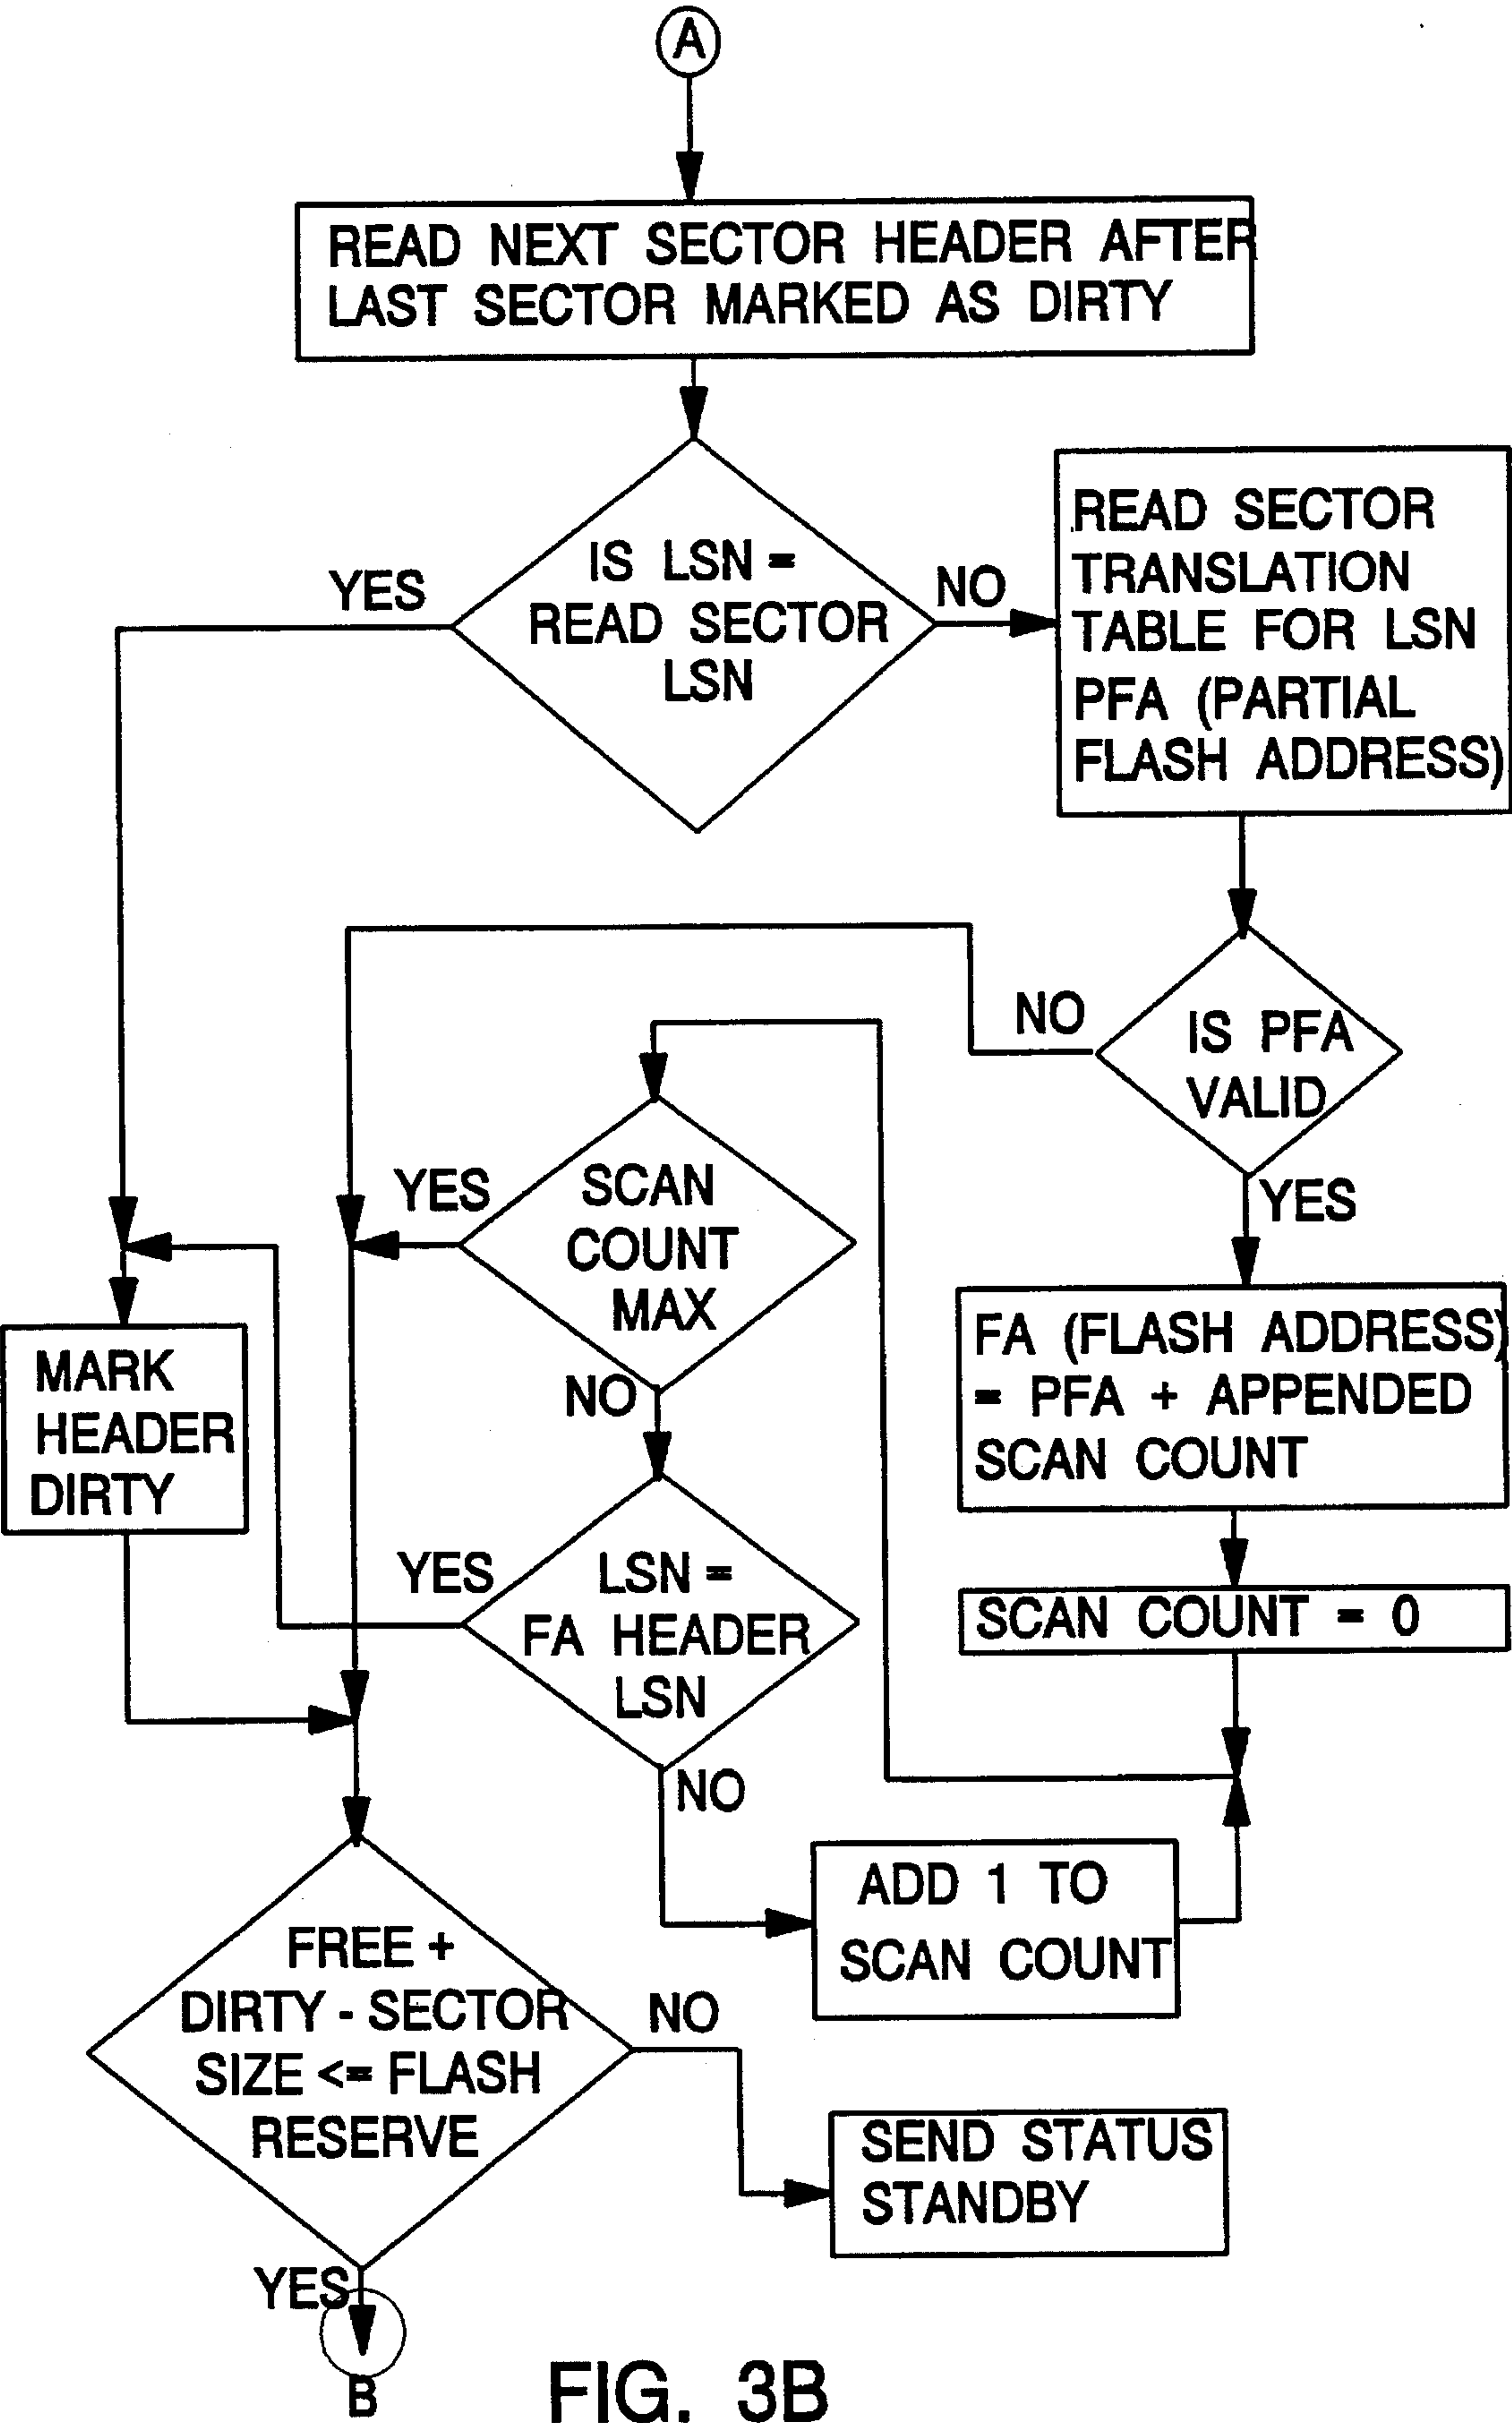 A
READ NEXT SECTOR HEADER AFTER
LAST SECTOR MARKED AS DIRTY
IS LSN =
READ SECTOR
LSN
YES
NO
READ SECTOR
TRANSLATION
TABLE FOR LSN
PFA (PARTIAL
FLASH ADDRESS)
IS PFA
VALID
NO
YES
FA (FLASH ADDRESS)
= PFA + APPENDED
SCAN COUNT
SCAN COUNT = 0
SCAN
COUNT
MAX
YES
NO
MARK
HEADER
DIRTY
LSN =
FA HEADER
LSN
YES
NO
ADD 1 TO
SCAN COUNT
FREE +
DIRTY - SECTOR
SIZE <= FLASH
RESERVE
NO
SEND STATUS
STANDBY
YES
B
FIG. 3B